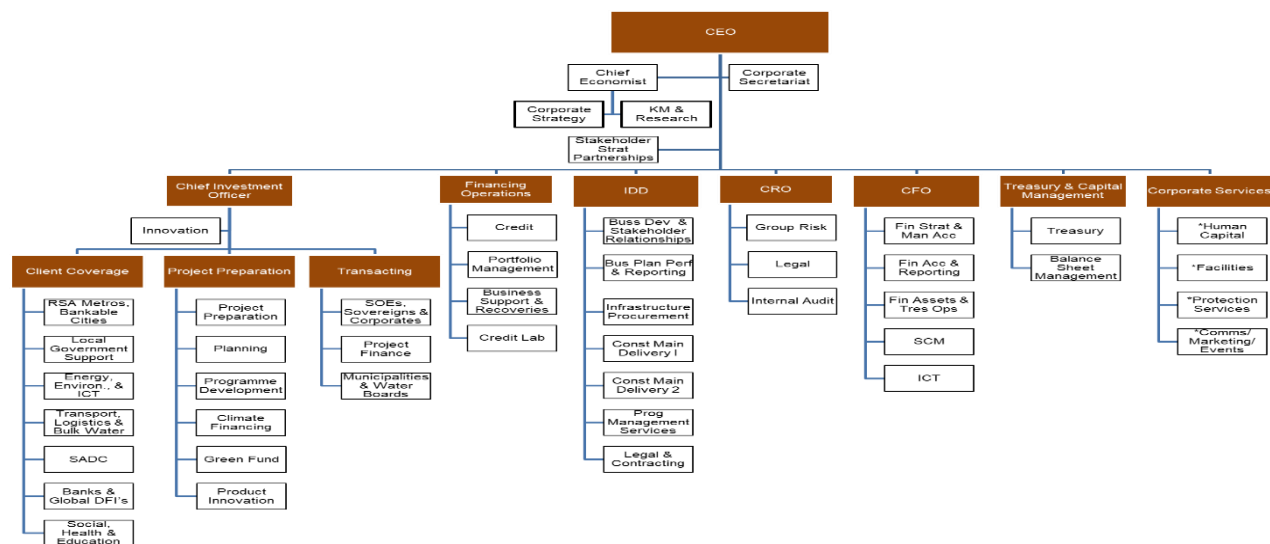 CEO
Chief
Economist
Corporate
Secretariat
Corporate
Strategy
KM &
Research
Stakeholder
Strat
Partnerships
Chief Investment
Officer
Financing
Operations
IDD
CRO
CFO
Treasury & Capital
Management
Corporate Services
Innovation
Client Coverage
Project Preparation
Transacting
RSA Metros,
Bankable
Cities
Local
Government
Support
Energy,
Environ., &
ICT
Transport,
Logistics &
Bulk Water
SADC
Banks &
Global DFI's
Social,
Health &
Education
Project
Preparation
Planning
Programme
Development
Climate
Financing
Green Fund
Product
Innovation
SOEs,
Sovereigns &
Corporates
Project
Finance
Municipalities
& Water
Boards
Credit
Portfolio
Management
Business
Support &
Recoveries
Credit Lab
Buss Dev &
Stakeholder
Relationships
Bus Plan Perf
& Reporting
Infrastructure
Procurement
Const Main
Delivery I
Const Main
Delivery 2
Prog
Management
Services
Legal &
Contracting
Group Risk
Legal
Internal Audit
Fin Strat &
Man Acc
Fin Acc &
Reporting
Fin Assets &
Tres Ops
SCM
ICT
Treasury
Balance
Sheet
Management
*Human
Capital
*Facilities
*Protection
Services
*Comms/
Marketing/
Events